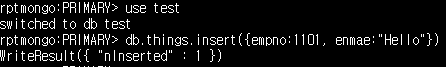 rptmongo:PRIMARY> use test
switched to db test
rptmongo:PRIMARY> db.things.insert({empno:1101, enmae:"Hello"})
WriteResult({ "nInserted" : 1 })